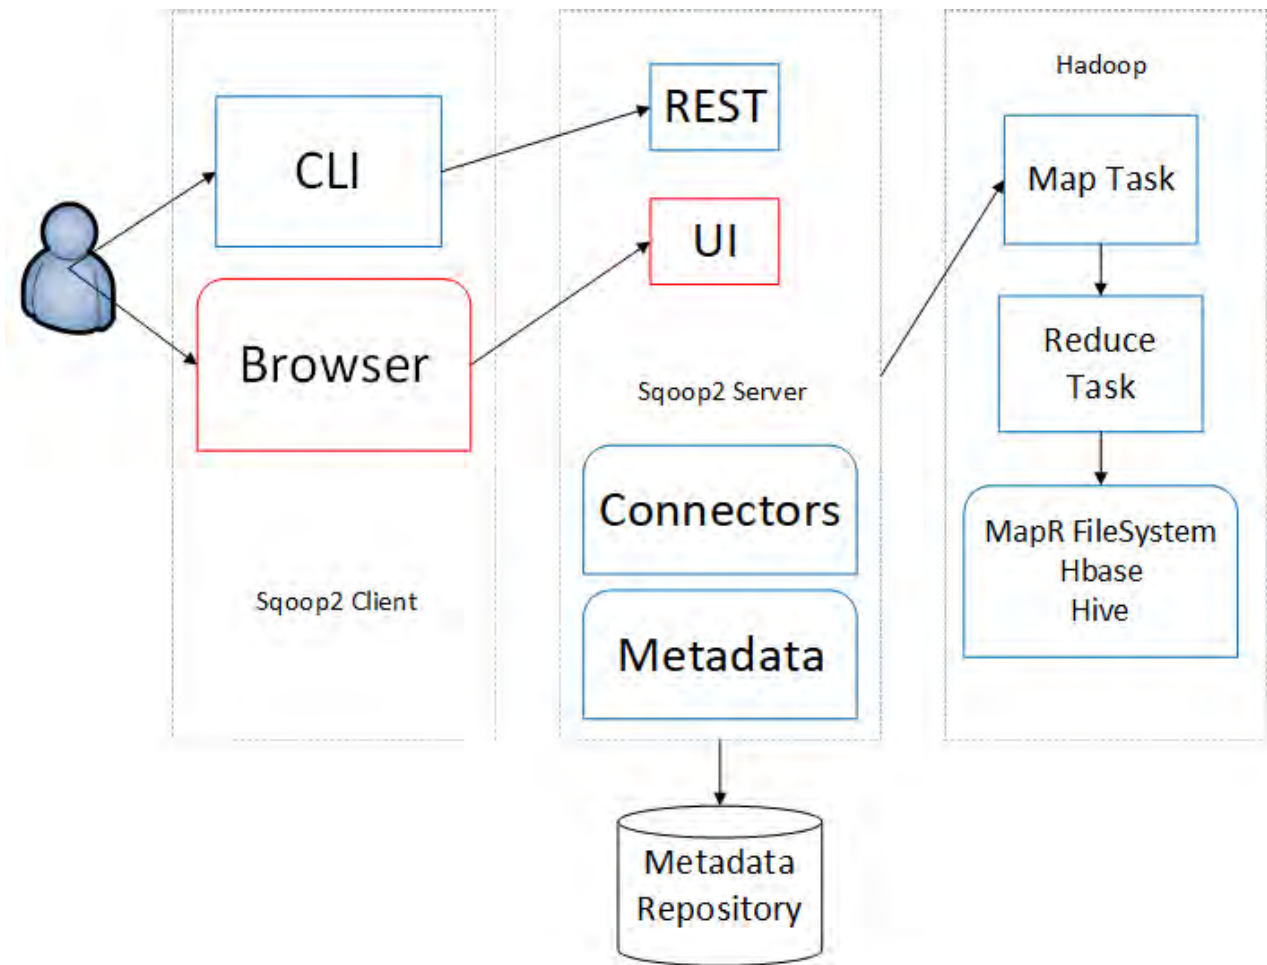 CLI
Browser
Sqoop2 Client
REST
UI
Sqoop2 Server
Connectors
Metadata
Metadata
Repository
Hadoop
Map Task
Reduce
Task
MapR FileSystem
Hbase
Hive